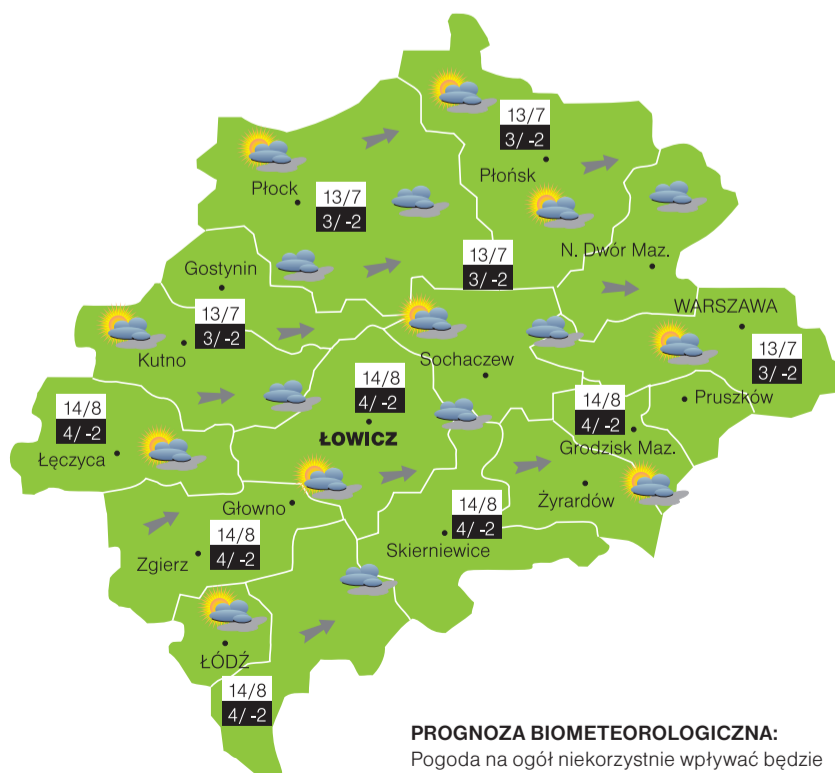 13/7
3/ -2
Płońsk
Płock
13/7
3/ -2
N. Dwór Maz.
13/7
3/ -2
Gostynin
WARSZAWA
13/7
3/ -2
Kutno
13/7
3/ -2
Sochaczew
14/8
4/ -2
ŁOWICZ
Pruszków
14/8
4/ -2
Grodzisk Maz.
14/8
4/ -2
Łęczyca
Żyrardów
Głowno
14/8
4/ -2
Skierniewice
14/8
4/ -2
Zgierz
ŁÓDŹ
14/8
4/ -2
PROGNOZA BIOMETEOROLOGICZNA:
Pogoda na ogół niekorzystnie wpływać będzie